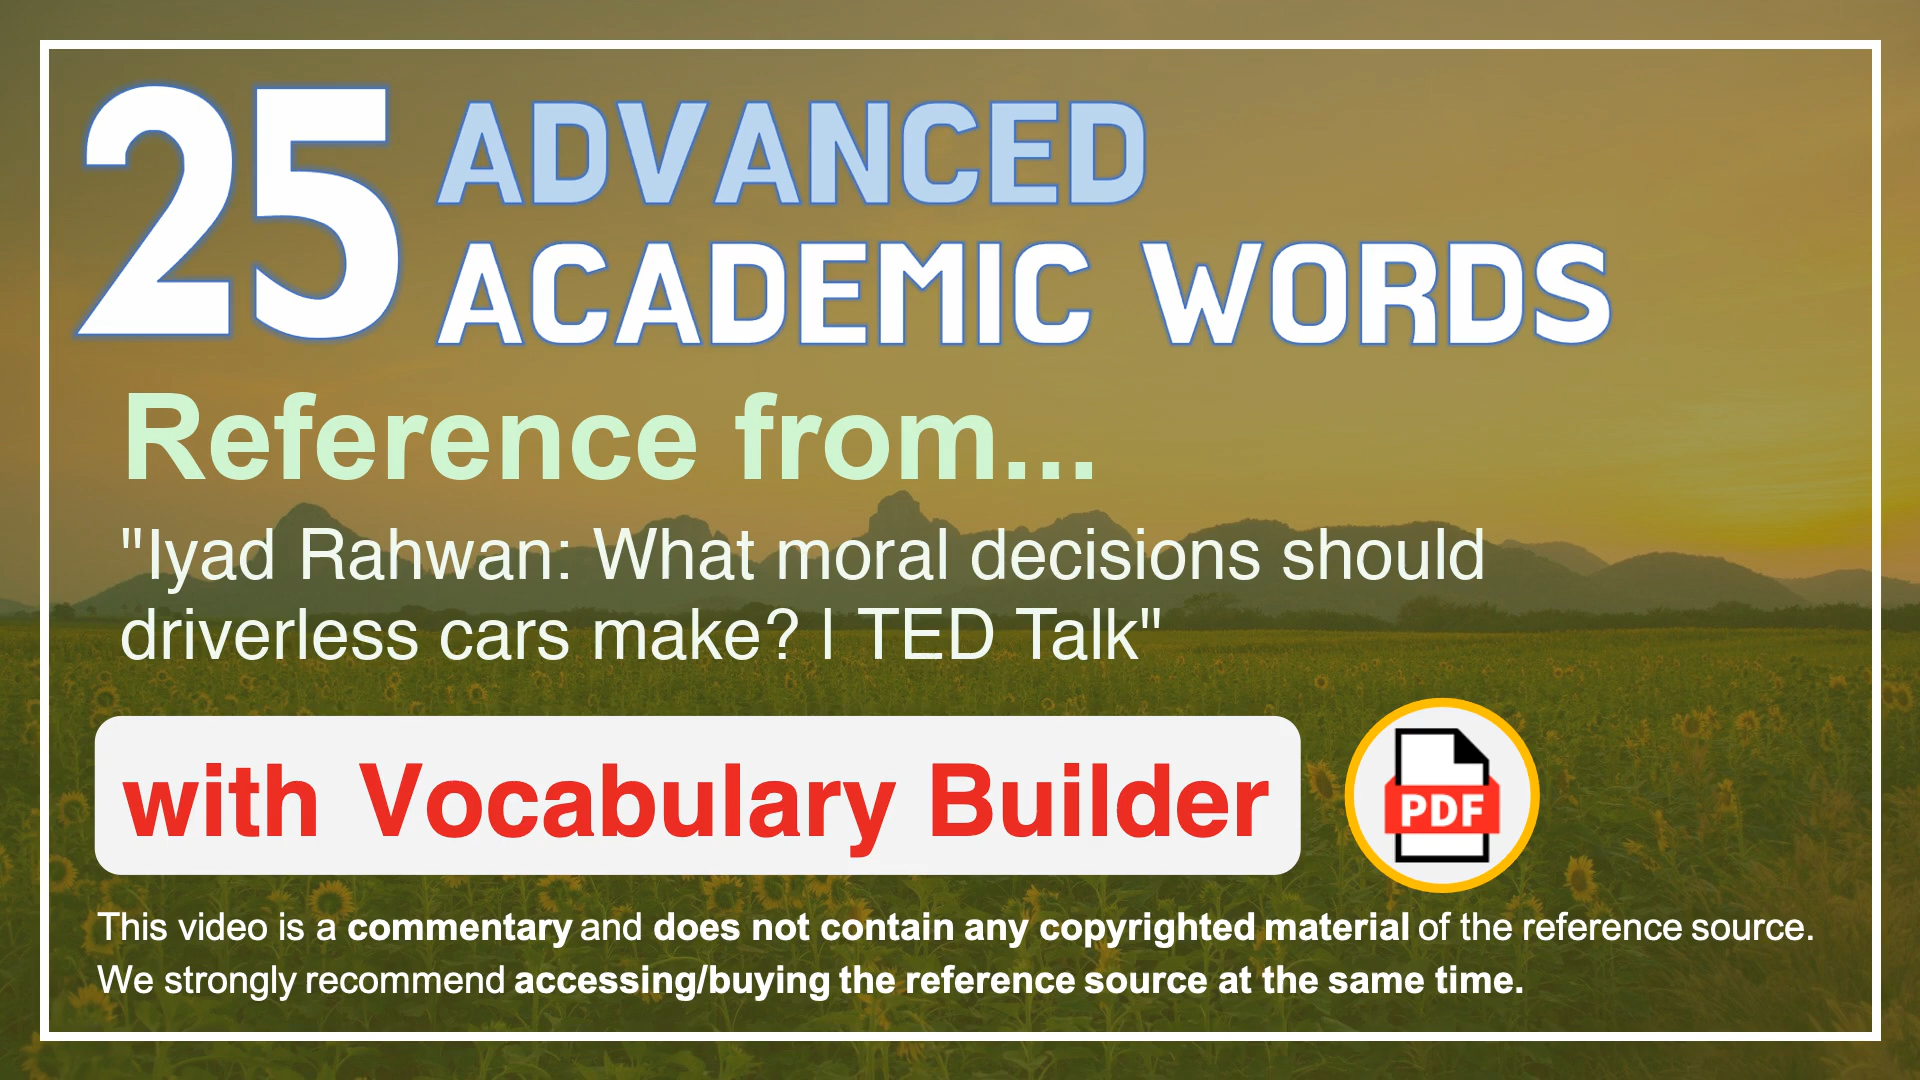 25 ADVANCED
ACADEMIC WORDS
Reference from...
"Iyad Rahwan: What moral decisions should
driverless cars make? | TED Talk"
with Vocabulary Builder
PDF
This video is a commentary and does not contain any copyrighted material of the reference source.
We strongly recommend accessing/buying the reference source at the same time.